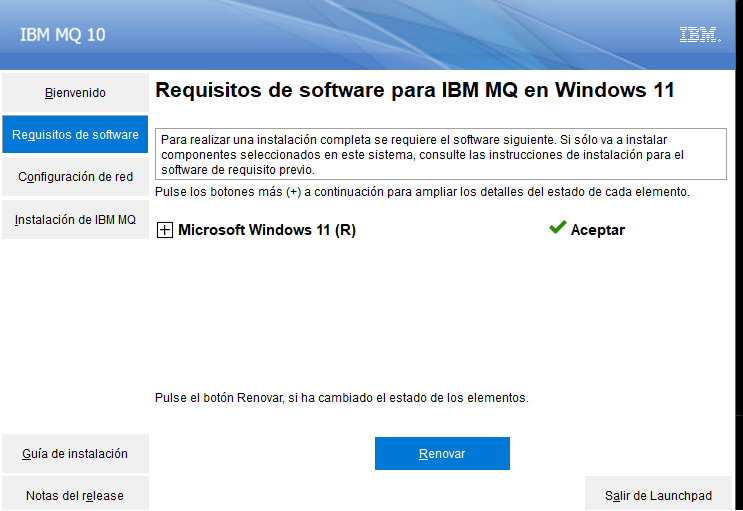 IBM MQ 10
IBM.
Bienvenido
Requisitos de software
Configuración de red
Instalación de IBM MQ
Requisitos de software para IBM MQ en Windows 11
Para realizar una instalación completa se requiere el software siguiente. Si sólo va a instalar
componentes seleccionados en este sistema, consulte las instrucciones de instalación para el
software de requisito previo.
Pulse los botones más (+) a continuación para ampliar los detalles del estado de cada elemento.
Microsoft Windows 11 (R) Aceptar
Pulse el botón Renovar, si ha cambiado el estado de los elementos.
Guía de instalación
Renovar
Notas del release
Salir de Launchpad